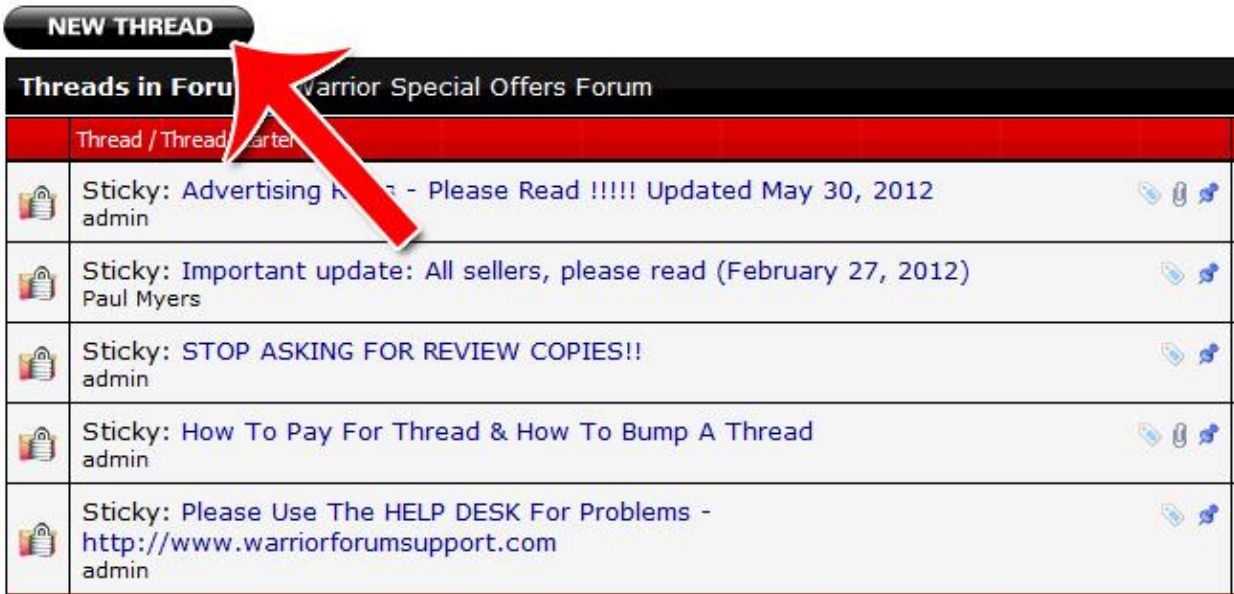 NEW THREAD
Threads in Warrior Special Offers Forum
Thread / Thread
Sticky: Advertising - Please Read !!!!! Updated May 30, 2012
admin
Sticky: Important update: All sellers, please read (February 27, 2012)
Paul Myers
Sticky: STOP ASKING FOR REVIEW COPIES!!
admin
Sticky: How To Pay For Thread & How To Bump A Thread
admin
Sticky: Please Use The HELP DESK For Problems -
http://www.warriorforumsupport.com
admin